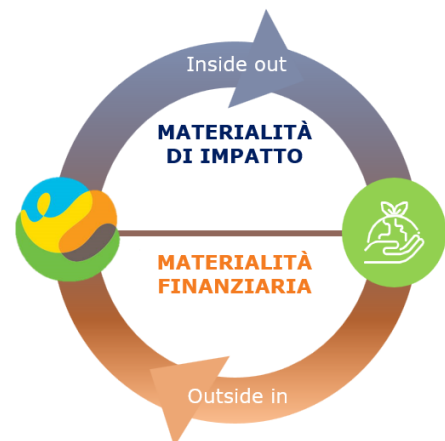 Inside out
MATERIALITÀ
DI IMPATTO
MATERIALITÀ
FINANZIARIA
Outside in